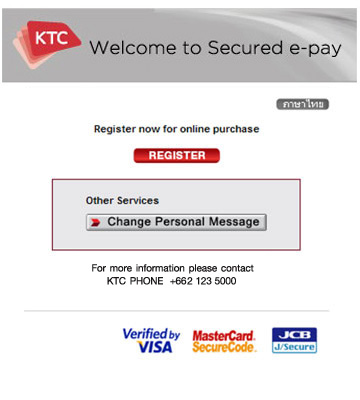 KTC
Welcome to Secured e-pay
ภาษาไทย
Register now for online purchase
REGISTER
Other Services
Change Personal Message
For more information please contact
KTC PHONE +662 123 5000
Verified by
VISA
MasterCard.
SecureCode.
JCB
J/Secure